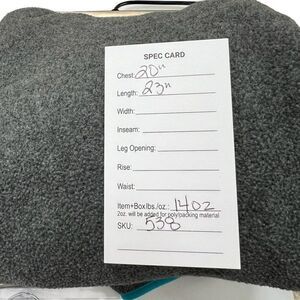 SPEC CARD
Chest: 20"
Length: 23"
Width:
Inseam:
Leg Opening:
Rise:
Waist:
Item+Box lbs./oz.: 14oz
2oz. will be added for poly/packing material
SKU: 538